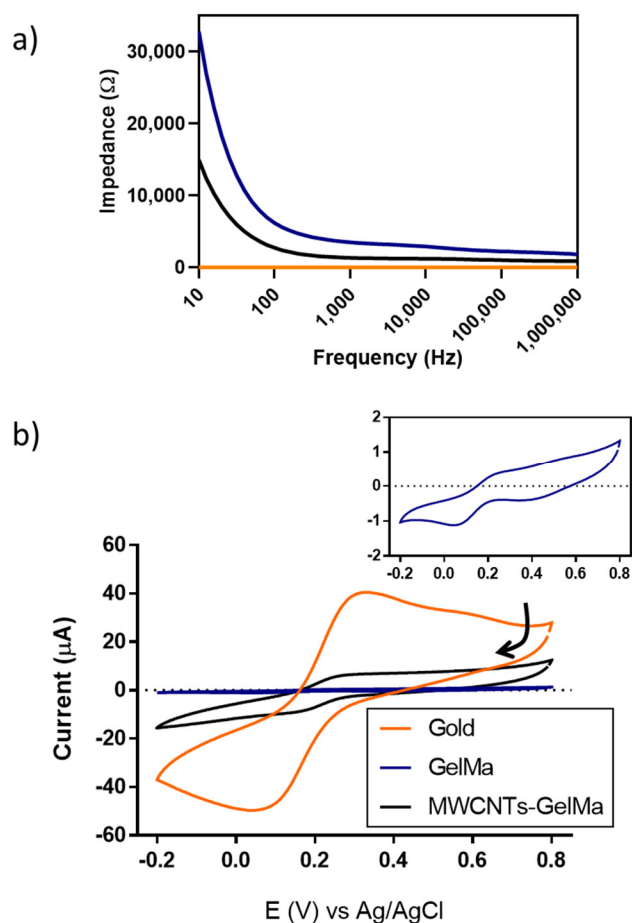 a)
Impedance (Ω)
30,000
20,000
10,000
0
10
100
1,000
10,000
100,000
1,000,000
Frequency (Hz)
b)
2
1
0
-1
-2
-0.2 0.0 0.2 0.4 0.6 0.8
Current (µA)
60
40
20
0
-20
-40
-60
Gold
GelMa
MWCNTs-GelMa
-0.2 0.0 0.2 0.4 0.6 0.8
E (V) vs Ag/AgCl